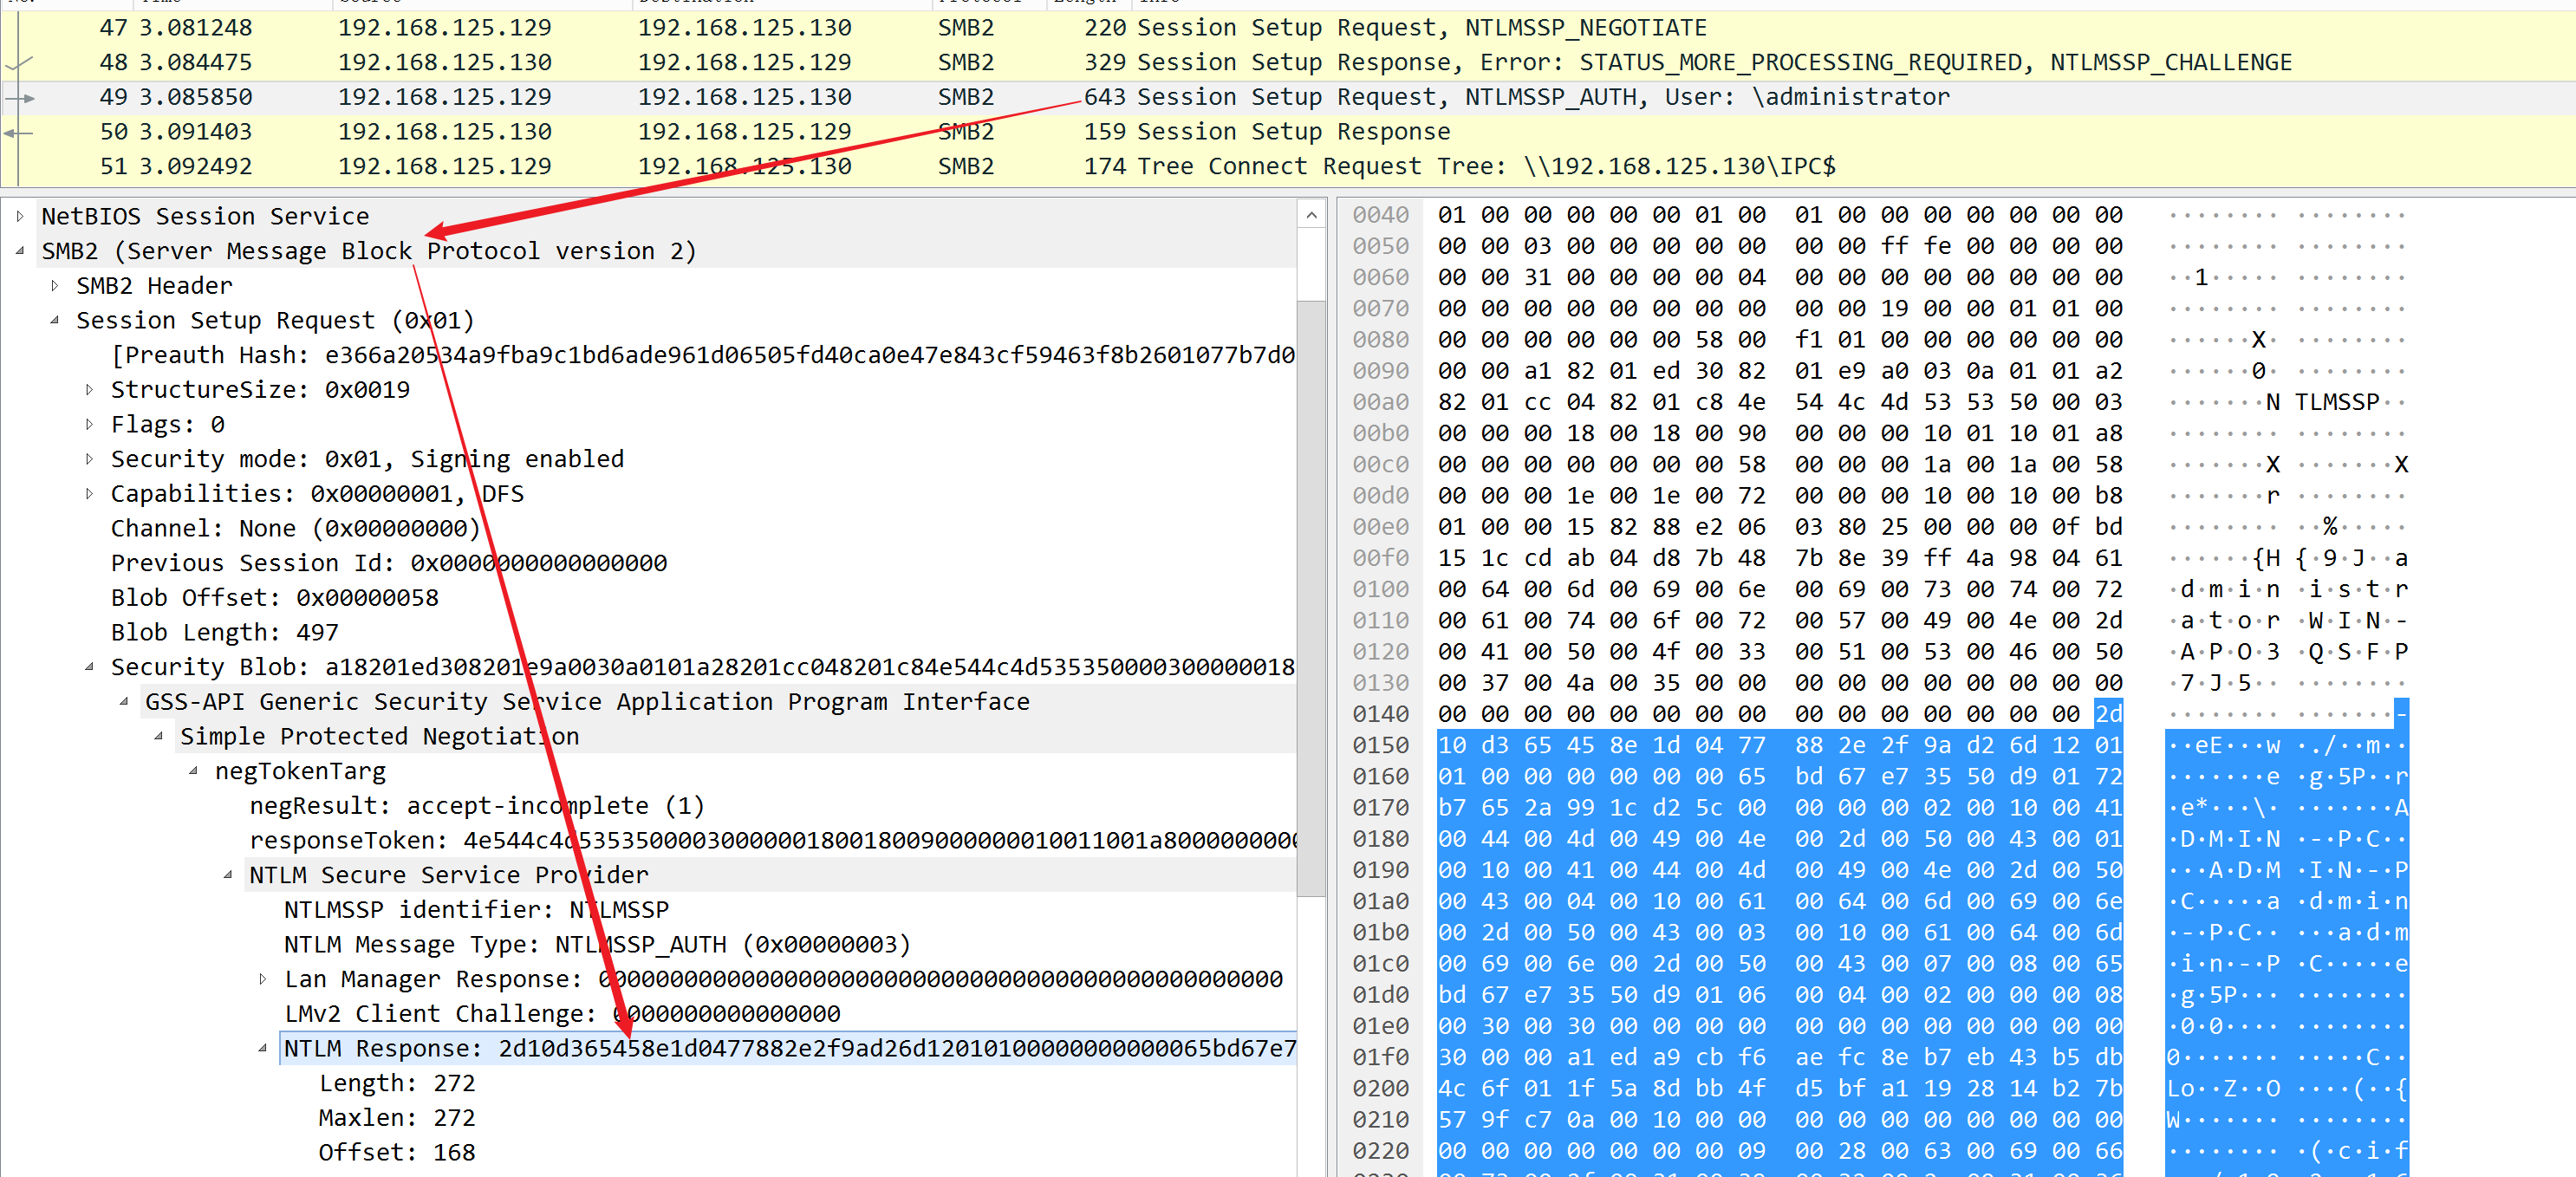 47 3.081248 192.168.125.129 192.168.125.130 SMB2 220 Session Setup Request, NTLMSSP_NEGOTIATE
48 3.084475 192.168.125.130 192.168.125.129 SMB2 329 Session Setup Response, Error: STATUS_MORE_PROCESSING_REQUIRED, NTLMSSP_CHALLENGE
49 3.085850 192.168.125.129 192.168.125.130 SMB2 643 Session Setup Request, NTLMSSP_AUTH, User: \administrator
50 3.091403 192.168.125.130 192.168.125.129 SMB2 159 Session Setup Response
51 3.092492 192.168.125.129 192.168.125.130 SMB2 174 Tree Connect Request Tree: \\192.168.125.130\IPC$
NetBIOS Session Service
SMB2 (Server Message Block Protocol version 2)
SMB2 Header
Session Setup Request (0x01)
[Preauth Hash: e366a20534a9fba9c1bd6ade961d06505fd40ca0e47e843cf59463f8b2601077b7d0
StructureSize: 0x0019
Flags: 0
Security mode: 0x01, Signing enabled
Capabilities: 0x00000001, DFS
Channel: None (0x00000000)
Previous Session Id: 0x0000000000000000
Blob Offset: 0x00000058
Blob Length: 497
Security Blob: a18201ed308201e9a0030a0101a28201cc048201c84e544c4d5353500003000000018
GSS-API Generic Security Service Application Program Interface
Simple Protected Negotiation
negTokenTarg
negResult: accept-incomplete (1)
responseToken: 4e544c4d5353500003000000180018009000000010011001a8000000000
NTLM Secure Service Provider
NTLMSSP identifier: NTLMSSP
NTLM Message Type: NTLMSSP_AUTH (0x00000003)
Lan Manager Response: 000000000000000000000000000000000000000000000000
LMv2 Client Challenge: 0000000000000000
NTLM Response: 2d10d365458e1d0477882e2f9ad26d12010100000000000065bd67e7
Length: 272
Maxlen: 272
Offset: 168
0040 01 00 00 00 00 00 01 00 01 00 00 00 00 00 00 00 ········ ········
0050 00 00 03 00 00 00 00 00 00 00 ff fe 00 00 00 00 ········ ········
0060 00 00 31 00 00 00 00 04 00 00 00 00 00 00 00 00 ··1····· ········
0070 00 00 00 00 00 00 00 00 00 00 19 00 00 01 01 00 ········ ········
0080 00 00 00 00 00 00 58 00 f1 01 00 00 00 00 00 00 ······X· ········
0090 00 00 a1 82 01 ed 30 82 01 e9 a0 03 0a 01 01 a2 ······0· ········
00a0 82 01 cc 04 82 01 c8 4e 54 4c 4d 53 53 50 00 03 ·······N TLMSSP··
00b0 00 00 00 18 00 18 00 90 00 00 00 10 01 10 01 a8 ········ ········
00c0 00 00 00 00 00 00 00 58 00 00 00 1a 00 1a 00 58 ·······X ·······X
00d0 00 00 00 1e 00 1e 00 72 00 00 00 10 00 10 00 b8 ·······r ········
00e0 01 00 00 15 82 88 e2 06 03 80 25 00 00 00 0f bd ········ ··%·····
00f0 15 1c cd ab 04 d8 7b 48 7b 8e 39 ff 4a 98 04 61 ······{H {·9·J··a
0100 00 64 00 6d 00 69 00 6e 00 69 00 73 00 74 00 72 ·d·m·i·n ·i·s·t·r
0110 00 61 00 74 00 6f 00 72 00 57 00 49 00 4e 00 2d ·a·t·o·r ·W·I·N·-
0120 00 41 00 50 00 4f 00 33 00 51 00 53 00 46 00 50 ·A·P·O·3 ·Q·S·F·P
0130 00 37 00 4a 00 35 00 00 00 00 00 00 00 00 00 00 ·7·J·5·· ········
0140 00 00 00 00 00 00 00 00 00 00 00 00 00 00 00 2d ········ ·······-
0150 10 d3 65 45 8e 1d 04 77 88 2e 2f 9a d2 6d 12 01 ··eE···w ·./··m··
0160 01 00 00 00 00 00 00 65 bd 67 e7 35 50 d9 01 72 ·······e ·g·5P··r
0170 b7 65 2a 99 1c d2 5c 00 00 00 00 02 00 10 00 41 ·e*···\· ·······A
0180 00 44 00 4d 00 49 00 4e 00 2d 00 50 00 43 00 01 ·D·M·I·N ·-·P·C··
0190 00 10 00 41 00 44 00 4d 00 49 00 4e 00 2d 00 50 ···A·D·M ·I·N·-·P
01a0 00 43 00 04 00 10 00 61 00 64 00 6d 00 69 00 6e ·C·····a ·d·m·i·n
01b0 00 2d 00 50 00 43 00 03 00 10 00 61 00 64 00 6d ·-·P·C·· ···a·d·m
01c0 00 69 00 6e 00 2d 00 50 00 43 00 07 00 08 00 65 ·i·n·-·P ·C·····e
01d0 bd 67 e7 35 50 d9 01 06 00 04 00 02 00 00 00 08 ·g·5P··· ········
01e0 00 30 00 30 00 00 00 00 00 00 00 00 00 00 00 00 ·0·0···· ········
01f0 30 00 00 a1 ed a9 cb f6 ae fc 8e b7 eb 43 b5 db 0······· ·····C··
0200 4c 6f 01 1f 5a 8d bb 4f d5 bf a1 19 28 14 b2 7b Lo··Z··O ····(··{
0210 57 9f c7 0a 00 10 00 00 00 00 00 00 00 00 00 00 W······· ········
0220 00 00 00 00 00 00 00 09 00 28 00 63 00 69 00 66 ········ ·(·c·i·f